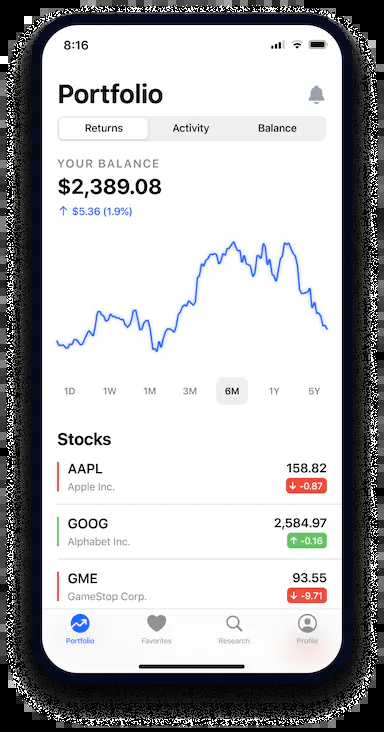 8:16
Portfolio
Returns Activity Balance
YOUR BALANCE
$2,389.08
↑ $5.36 (1.9%)
1D 1W 1M 3M 6M 1Y 5Y
Stocks
AAPL 158.82
Apple Inc. ↓ -0.87
GOOG 2,584.97
Alphabet Inc. ↑ -0.16
GME 93.55
GameStop Corp. ↓ -9.71
Portfolio Favorites Research Profile